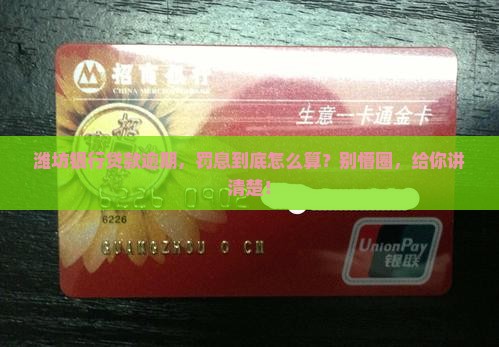 招商银行
CHINA MERCHANTS BANK
生意一卡通金卡
潍坊银行贷款逾期，罚息到底怎么算？别懵圈，给你讲
清楚！
6226 0902
6226
GUANGZHOU O CM
UnionPay
银联